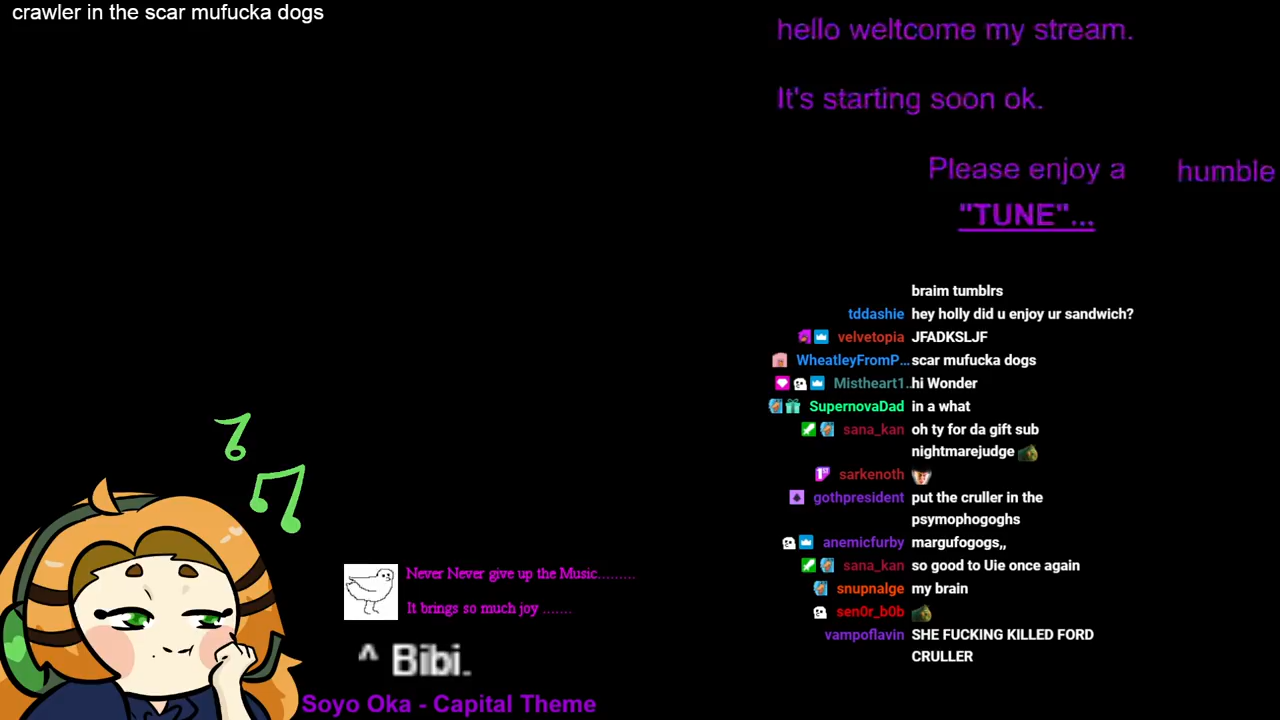 crawler in the scar mufucka dogs
hello weltcome my stream.
It's starting soon ok.
Please enjoy a humble
"TUNE"...
braim tumblrs
tddashie hey holly did u enjoy ur sandwich?
velvetopia JFADKSLJF
WheatleyFromP... scar mufucka dogs
Mistheart1.. hi Wonder
SupernovaDad in a what
sana_kan oh ty for da gift sub
nightmarejudge
sarkenoth
gothpresident put the cruller in the
psymophogoghs
anemicfurby margufogogs,,
sana_kan so good to Uie once again
snupnalge my brain
sen0r_b0b
vampoflavin SHE FUCKING KILLED FORD
CRULLER
Never Never give up the Music.........
It brings so much joy .......
^ Bibi.
Soyo Oka - Capital Theme